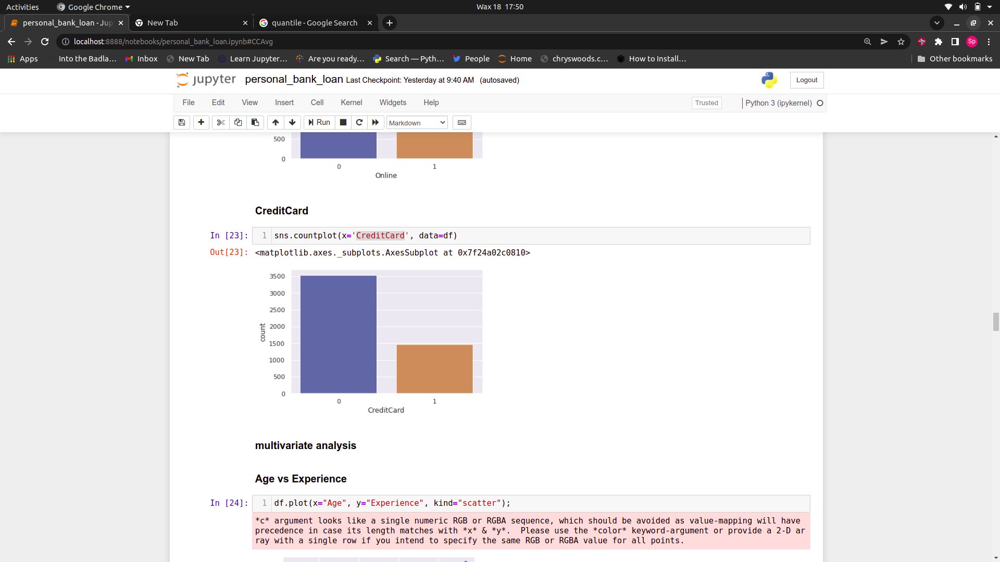 Activities
Google Chrome
Wax 18 17:50
personal_bank_loan - Jup
New Tab
quantile - Google Search
localhost:8888/notebooks/personal_bank_loan.ipynb#CCAvg
Sp
Apps
Into the Badla…
Inbox
New Tab
Learn Jupyter…
Are you ready…
Search — Pyth…
People
Home
chryswoods.c…
How to Install…
Other bookmarks
jupyter
personal_bank_loan Last Checkpoint: Yesterday at 9:40 AM (autosaved)
Logout
File Edit View Insert Cell Kernel Widgets Help
Trusted
Python 3 (ipykernel)
Run
Markdown
500
0
0 1
Online
CreditCard
In [23]:
1 sns.countplot(x='CreditCard', data=df)
Out[23]:
<matplotlib.axes._subplots.AxesSubplot at 0x7f24a02c0810>
3500
3000
2500
2000
1500
1000
500
0
count
0 1
CreditCard
multivariate analysis
Age vs Experience
In [24]:
1 df.plot(x="Age", y="Experience", kind="scatter");
*c* argument looks like a single numeric RGB or RGBA sequence, which should be avoided as value-mapping will have
precedence in case its length matches with *x* & *y*.  Please use the *color* keyword-argument or provide a 2-D ar
ray with a single row if you intend to specify the same RGB or RGBA value for all points.